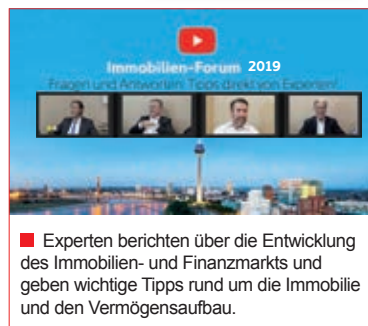 Immobilien-Forum 2019
Fragen und Antworten: Tipps direkt von Experten!
Experten berichten über die Entwicklung
des Immobilien- und Finanzmarkts und
geben wichtige Tipps rund um die Immobilie
und den Vermögensaufbau.